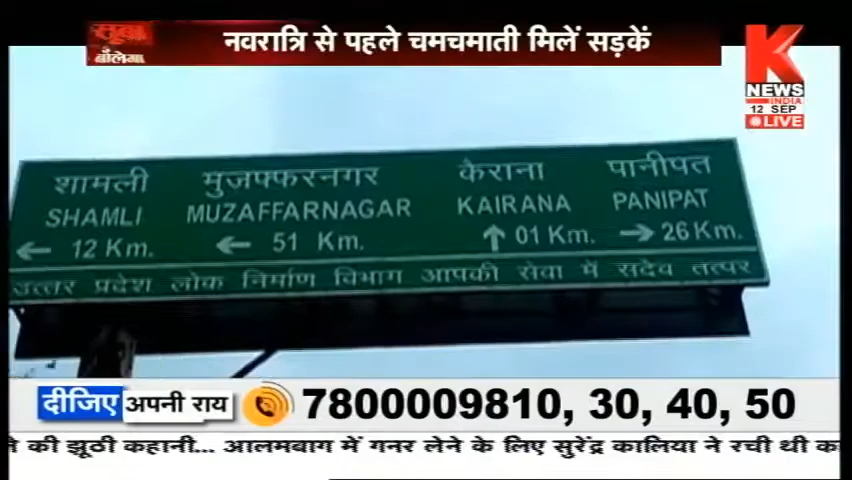 सूबा
बोलेगा
नवरात्रि से पहले चमचमाती मिलें सड़कें
K
NEWS
INDIA
12 SEP
LIVE
शामली मुजफ्फरनगर कैराना पानीपत
SHAMLI MUZAFFARNAGAR KAIRANA PANIPAT
← 12 Km. ← 51 Km. ↑ 01 Km. → 26 Km.
उत्तर प्रदेश लोक निर्माण विभाग आपकी सेवा में सदैव तत्पर
दीजिए अपनी राय 7800009810, 30, 40, 50
की झूठी कहानी... आलमबाग में गनर लेने के लिए सुरेंद्र कालिया ने रची थी